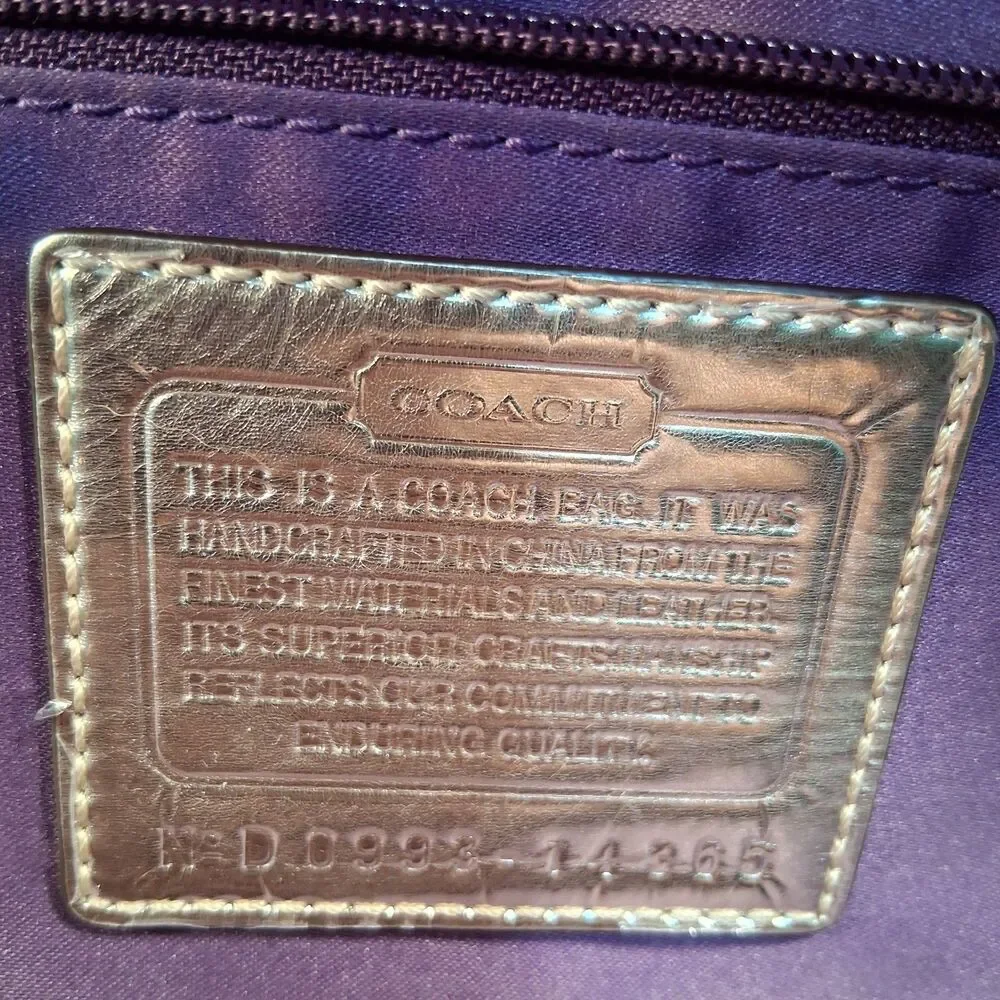 COACH
THIS IS A COACH BAG. IT WAS
HANDCRAFTED IN CHINA FROM THE
FINEST MATERIALS AND LEATHER.
ITS SUPERIOR CRAFTSMANSHIP
REFLECTS OUR COMMITMENT TO
ENDURING QUALITY.
Nº D0993-14365